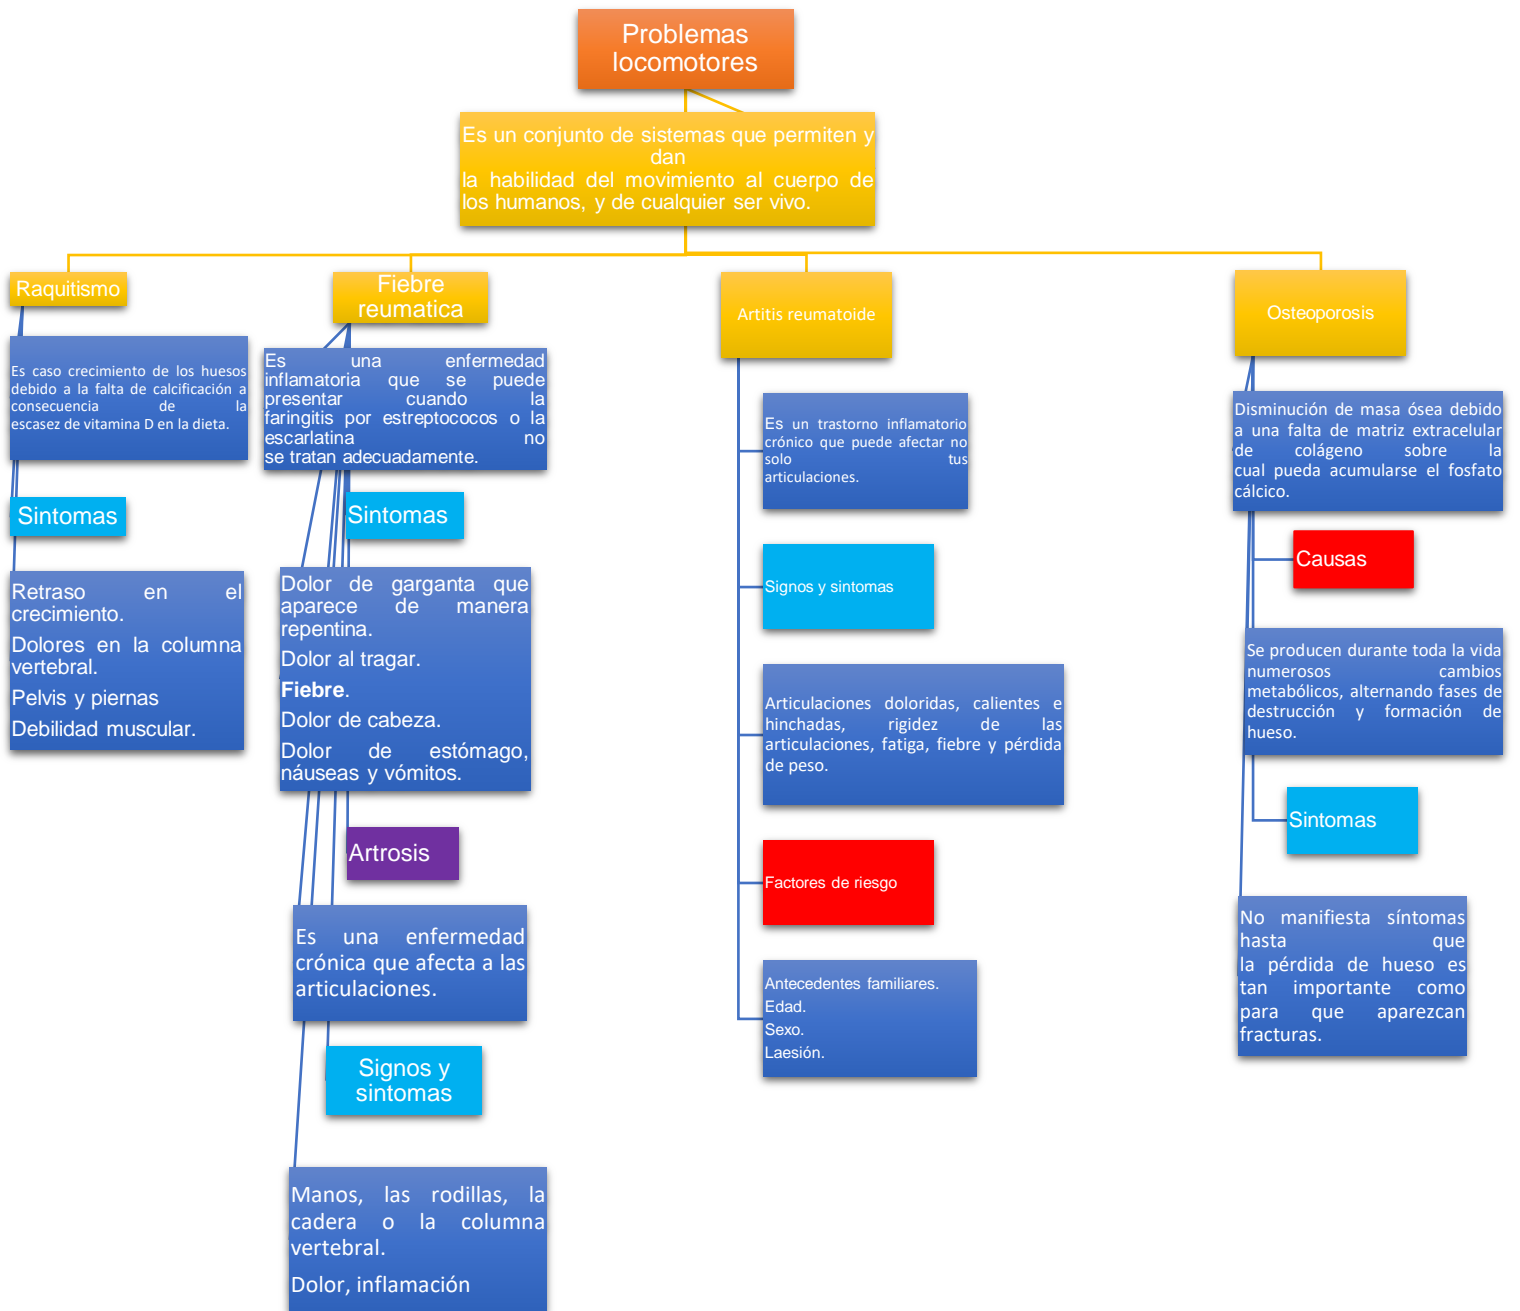 Problemas
locomotores
Es un conjunto de sistemas que permiten y
dan
la habilidad del movimiento al cuerpo de
los humanos, y de cualquier ser vivo.
Raquitismo
Es caso crecimiento de los huesos
debido a la falta de calcificación a
consecuencia de la
escasez de vitamina D en la dieta.
Sintomas
Retraso en el
crecimiento.
Dolores en la columna
vertebral.
Pelvis y piernas
Debilidad muscular.
Fiebre
reumatica
Es una enfermedad
inflamatoria que se puede
presentar cuando la
faringitis por estreptococos o la
escarlatina no
se tratan adecuadamente.
Sintomas
Dolor de garganta que
aparece de manera
repentina.
Dolor al tragar.
Fiebre.
Dolor de cabeza.
Dolor de estómago,
náuseas y vómitos.
Artrosis
Es una enfermedad
crónica que afecta a las
articulaciones.
Signos y
sintomas
Manos, las rodillas, la
cadera o la columna
vertebral.
Dolor, inflamación
Artitis reumatoide
Es un trastorno inflamatorio
crónico que puede afectar no
solo tus
articulaciones.
Signos y sintomas
Articulaciones doloridas, calientes e
hinchadas, rigidez de las
articulaciones, fatiga, fiebre y pérdida
de peso.
Factores de riesgo
Antecedentes familiares.
Edad.
Sexo.
Laesión.
Osteoporosis
Disminución de masa ósea debido
a una falta de matriz extracelular
de colágeno sobre la
cual pueda acumularse el fosfato
cálcico.
Causas
Se producen durante toda la vida
numerosos cambios
metabólicos, alternando fases de
destrucción y formación de
hueso.
Sintomas
No manifiesta síntomas
hasta que
la pérdida de hueso es
tan importante como
para que aparezcan
fracturas.